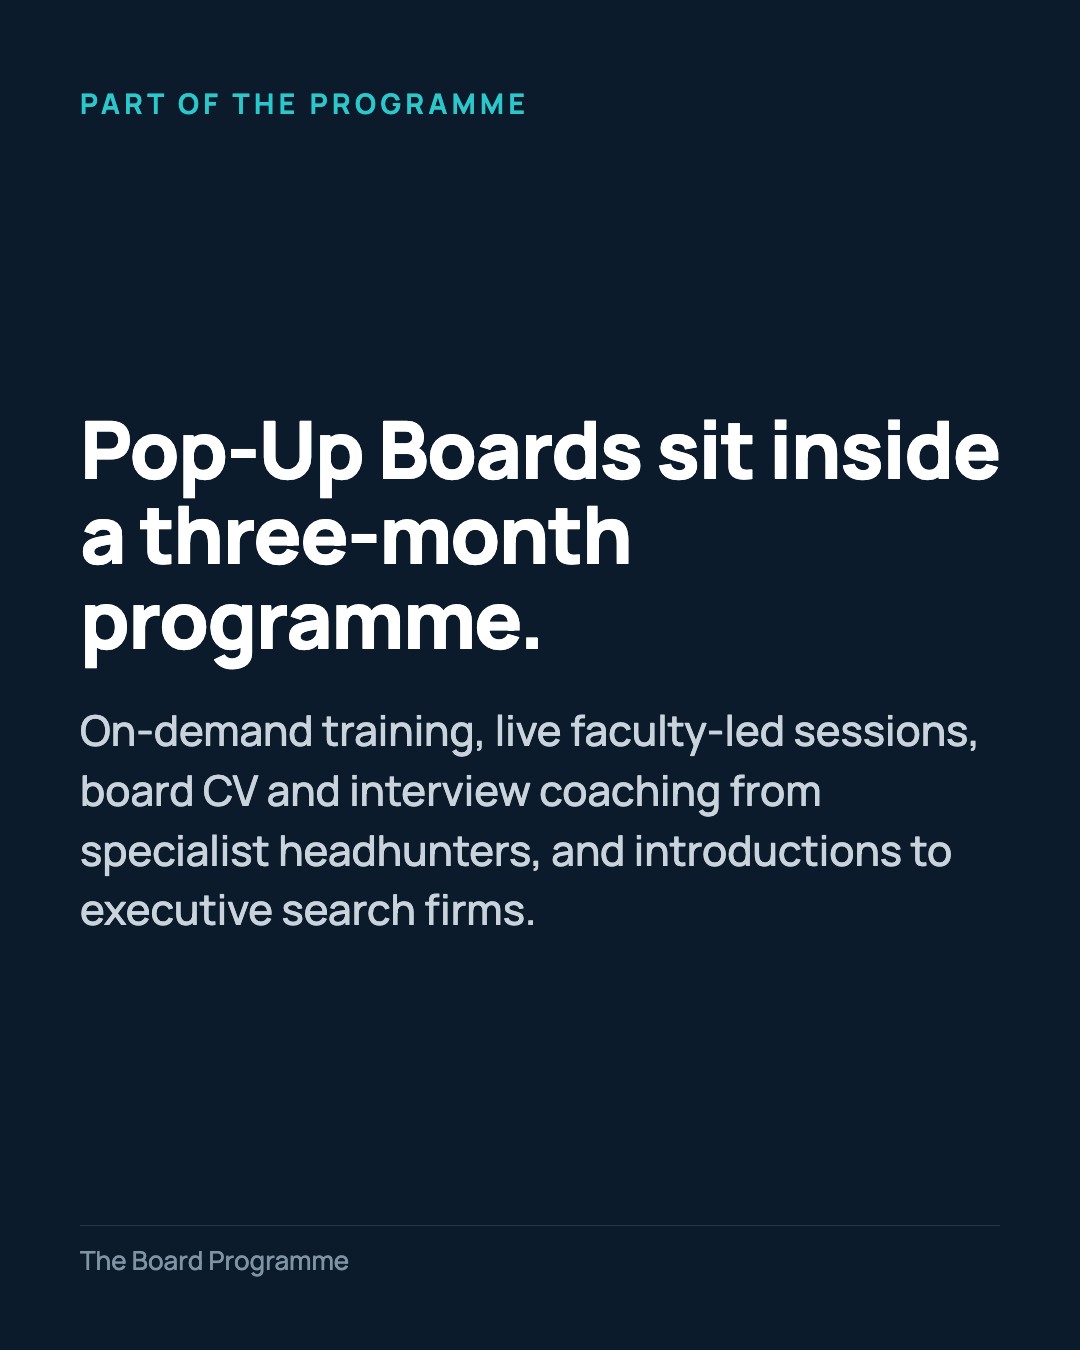 PART OF THE PROGRAMME
Pop-Up Boards sit inside
a three-month
programme.
On-demand training, live faculty-led sessions,
board CV and interview coaching from
specialist headhunters, and introductions to
executive search firms.
The Board Programme